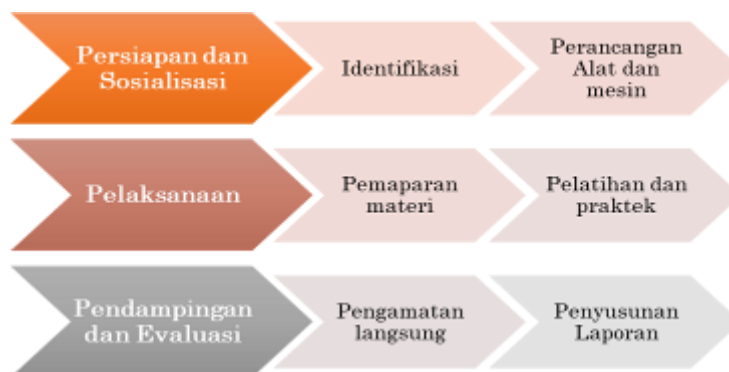 Persiapan dan
Sosialisasi
Identifikasi
Perancangan
Alat dan
mesin
Pelaksanaan
Pemaparan
materi
Pelatihan dan
praktek
Pendampingan
dan Evaluasi
Pengamatan
langsung
Penyusunan
Laporan